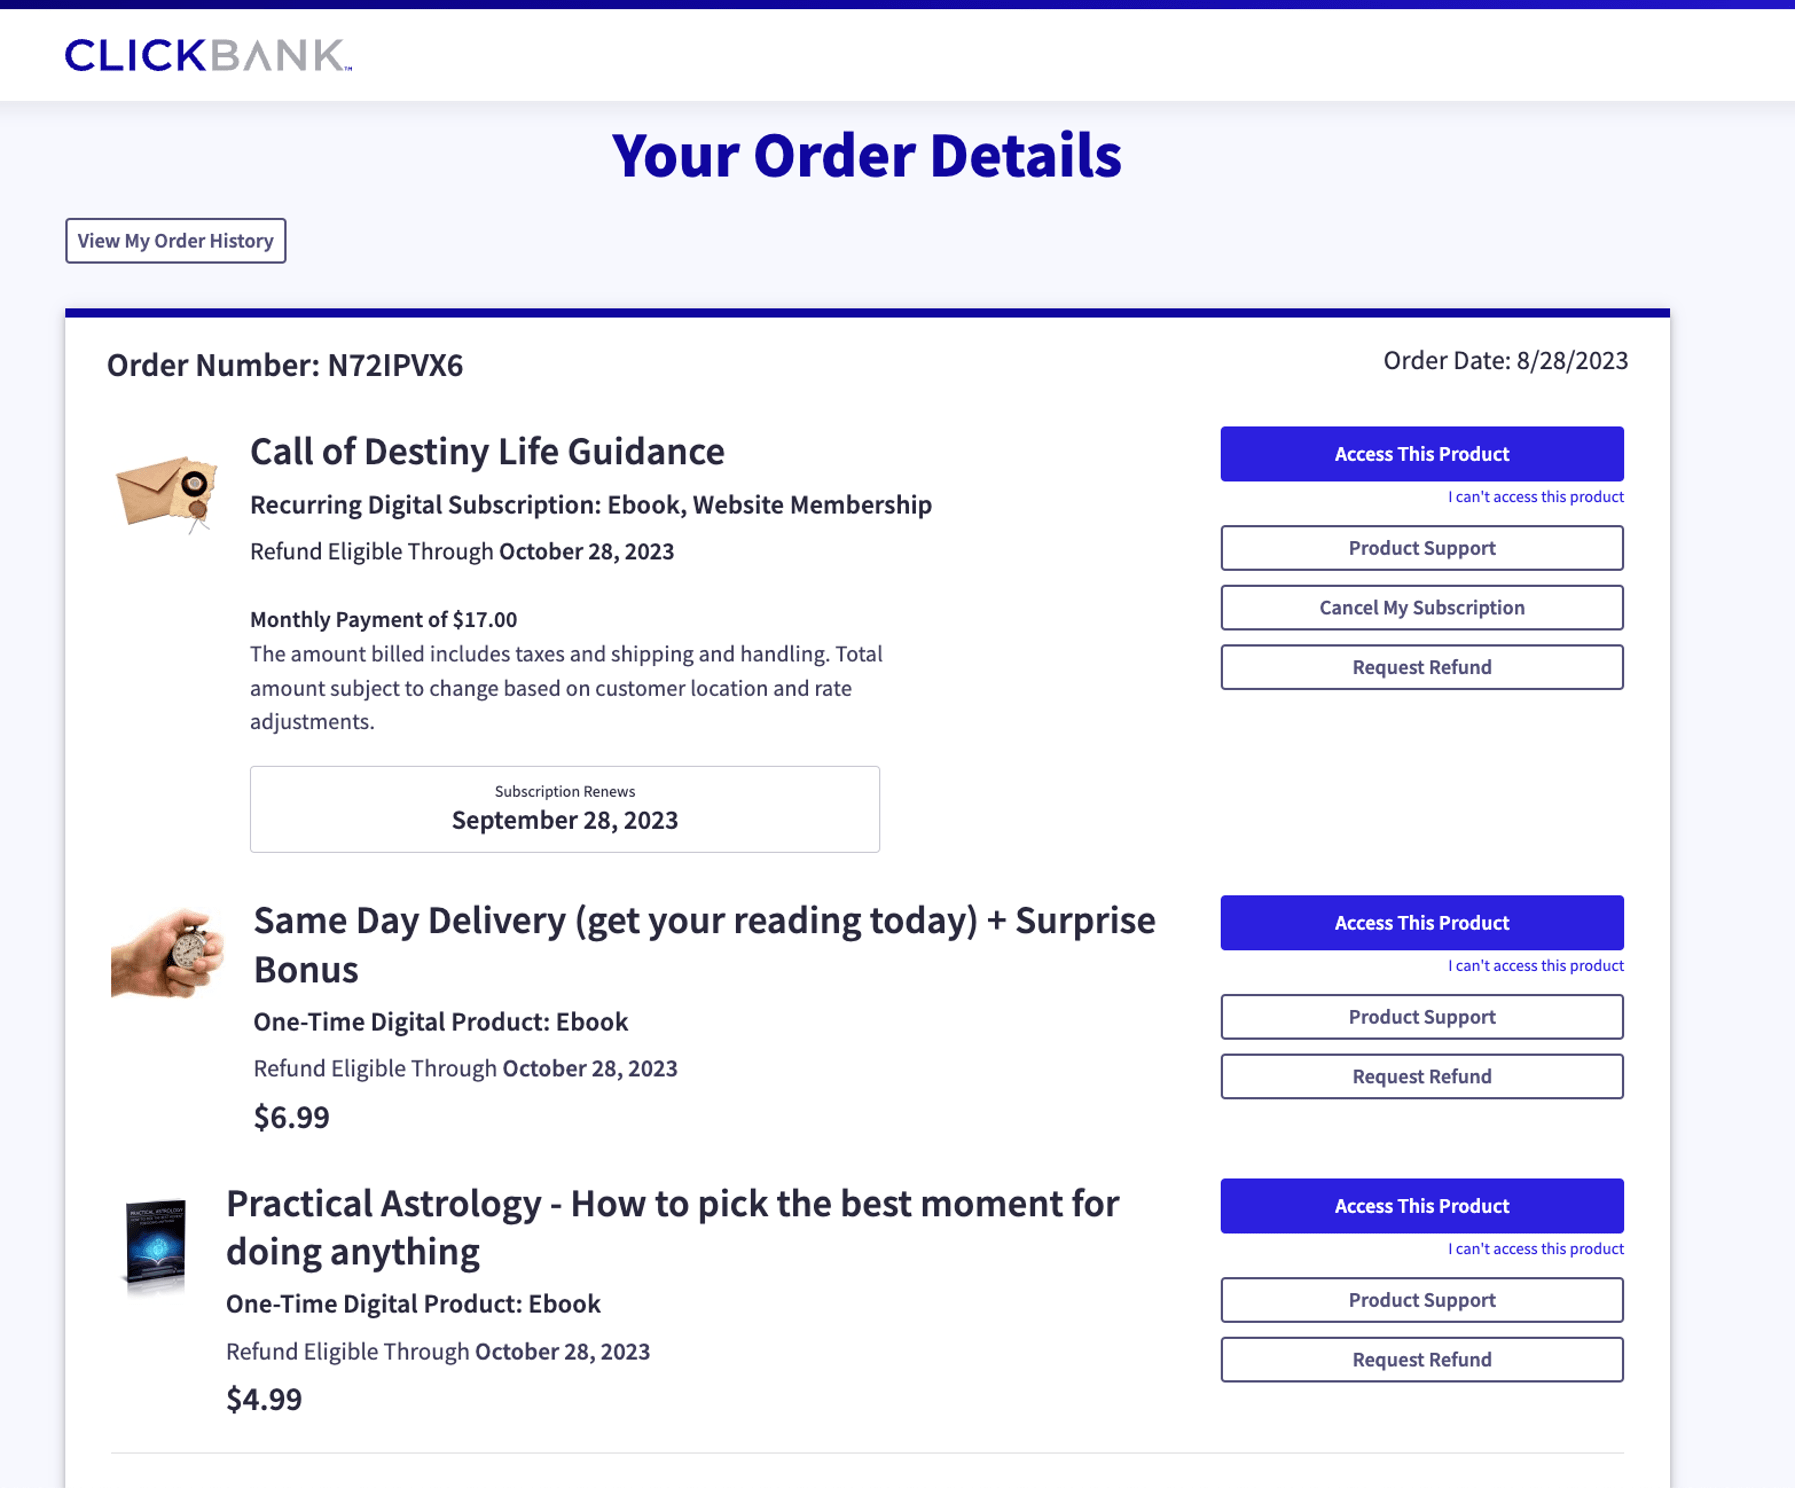 CLICKBANK™
Your Order Details
View My Order History
Order Number: N72IPVX6
Order Date: 8/28/2023
Call of Destiny Life Guidance
Recurring Digital Subscription: Ebook, Website Membership
Refund Eligible Through October 28, 2023
Monthly Payment of $17.00
The amount billed includes taxes and shipping and handling. Total
amount subject to change based on customer location and rate
adjustments.
Subscription Renews
September 28, 2023
Access This Product
I can't access this product
Product Support
Cancel My Subscription
Request Refund
Same Day Delivery (get your reading today) + Surprise
Bonus
One-Time Digital Product: Ebook
Refund Eligible Through October 28, 2023
$6.99
Access This Product
I can't access this product
Product Support
Request Refund
PRACTICAL ASTROLOGY
Practical Astrology - How to pick the best moment for
doing anything
One-Time Digital Product: Ebook
Refund Eligible Through October 28, 2023
$4.99
Access This Product
I can't access this product
Product Support
Request Refund